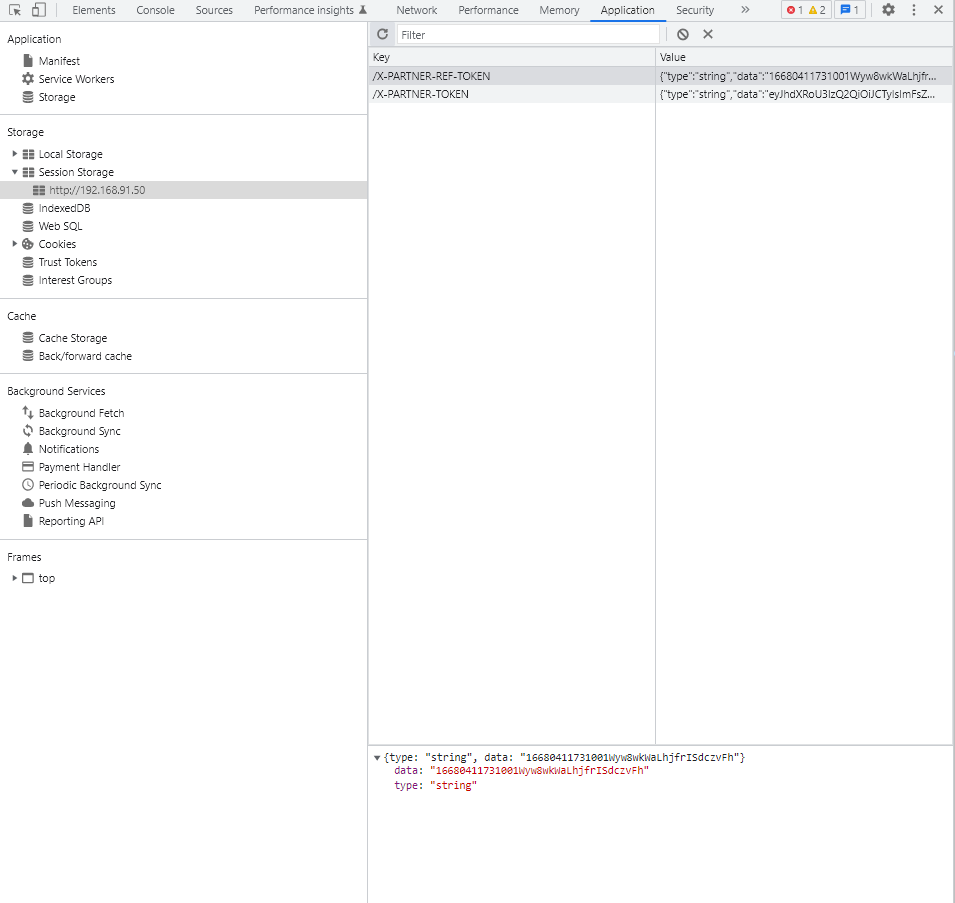 Elements Console Sources Performance insights Network Performance Memory Application Security » 1 2 1
Application
Manifest
Service Workers
Storage
Storage
Local Storage
Session Storage
http://192.168.91.50
IndexedDB
Web SQL
Cookies
Trust Tokens
Interest Groups
Cache
Cache Storage
Back/forward cache
Background Services
Background Fetch
Background Sync
Notifications
Payment Handler
Periodic Background Sync
Push Messaging
Reporting API
Frames
top
Filter
Key Value
/X-PARTNER-REF-TOKEN {"type":"string","data":"16680411731001Wyw8wkWaLhjfr...
/X-PARTNER-TOKEN {"type":"string","data":"eyJhdXRoU3IzQ2QiOiJCTyIsImFsZ...
{type: "string", data: "16680411731001Wyw8wkWaLhjfrISdczvFh"}
data: "16680411731001Wyw8wkWaLhjfrISdczvFh"
type: "string"